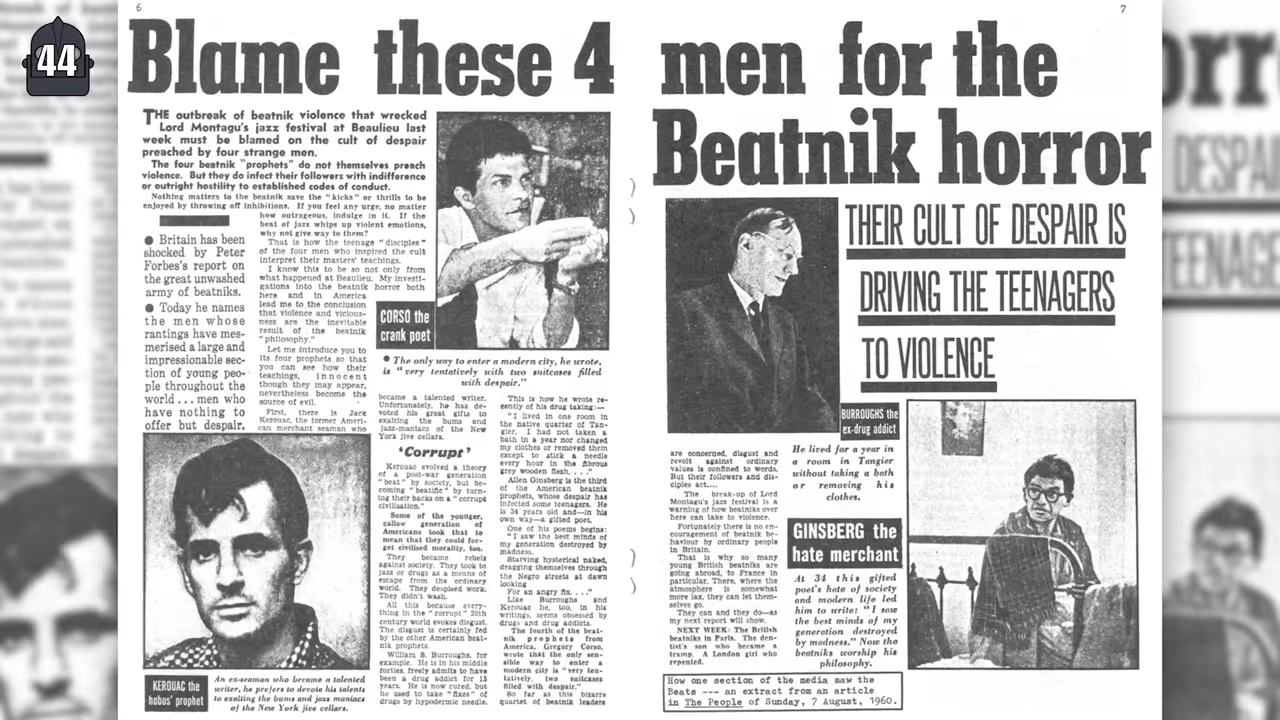 44
6
7
Blame these 4 men for the
Beatnik horror
THE outbreak of beatnik violence that wrecked
Lord Montagu's jazz festival at Beaulieu last
week must be blamed on the cult of despair
preached by four strange men.
The four beatnik "prophets" do not themselves preach
violence. But they do infect their followers with indifference
or outright hostility to established codes of conduct.
Nothing matters to the beatnik save the "kicks" or thrills to be
enjoyed by throwing off inhibitions. If you feel any urge, no matter
how outrageous, indulge in it. If the
beat of jazz whips up violent emotions,
why not give way to them?
That is how the teenage "disciples"
of the four men who inspired the cult
interpret their masters' teachings.
I know this to be so not only from
what happened at Beaulieu. My investi-
gations into the beatnik horror both
here and in America
lead me to the conclusion
that violence and vicious-
ness are the inevitable
result of the beatnik
"philosophy."
Let me introduce you to
its four prophets so that
you can see how their
teachings, innocent
though they may appear,
nevertheless become the
source of evil.
First, there is Jack
Kerouac, the former Ameri-
can merchant seaman who
● Britain has been
shocked by Peter
Forbes's report on
the great unwashed
army of beatniks.
● Today he names
the men whose
rantings have mes-
merised a large and
impressionable sec-
tion of young peo-
ple throughout the
world . . . men who
have nothing to
offer but despair.
CORSO the
crank poet
● The only way to enter a modern city, he wrote,
is "very tentatively with two suitcases filled
with despair."
KEROUAC the
hobos' prophet
An ex-seaman who became a talented
writer, he prefers to devote his talents
to exalting the bums and jazz maniacs
of the New York jive cellars.
became a talented writer.
Unfortunately, he has de-
voted his great gifts to
exalting the bums and
jazz-maniacs of the New
York jive cellars.
'Corrupt'
Kerouac evolved a theory
of a post-war generation
"beat" by society, but be-
coming "beatific" by turn-
ing their backs on a "corrupt
civilisation."
Some of the younger,
callow generation of
Americans took that to
mean that they could for-
get civilised morality, too.
They became rebels
against society. They took to
jazz or drugs as a means of
escape from the ordinary
world. They despised work.
They didn't wash.
All this because every-
thing in the "corrupt" 20th
century world evokes disgust.
The disgust is certainly fed
by the other American beat-
nik prophets.
William S. Burroughs, for
example. He is in his middle
forties, freely admits to have
been a drug addict for 15
years. He is now cured, but
he used to take "fixes" of
drugs by hypodermic needle.
This is how he wrote re-
cently of his drug taking:—
"I lived in one room in
the native quarter of Tan-
gier. I had not taken a
bath in a year nor changed
my clothes or removed them
except to stick a needle
every hour in the fibrous
grey wooden flesh. . . ."
Allen Ginsberg is the third
of the American beatnik
prophets, whose despair has
infected some teenagers. He
is 34 years old and—in his
own way—a gifted poet.
One of his poems begins:
"I saw the best minds of
my generation destroyed by
madness,
Starving hysterical naked,
dragging themselves through
the Negro streets at dawn
looking
For an angry fix. . . ."
Like Burroughs and
Kerouac he, too, in his
writings, seems obsessed by
drugs and drug addicts.
The fourth of the beat-
nik prophets from
America, Gregory Corso,
wrote that the only sen-
sible way to enter a
modern city is "very ten-
tatively, two suitcases
filled with despair."
So far as this bizarre
quartet of beatnik leaders
THEIR CULT OF DESPAIR IS
DRIVING THE TEENAGERS
TO VIOLENCE
BURROUGHS the
ex-drug addict
He lived for a year in
a room in Tangier
without taking a bath
or removing his
clothes.
are concerned, disgust and
revolt against ordinary
values is confined to words.
But their followers and dis-
ciples act....
The break-up of Lord
Montagu's jazz festival is a
warning of how beatniks over
here can take to violence.
Fortunately there is no en-
couragement of beatnik be-
haviour by ordinary people
in Britain.
That is why so many
young British beatniks are
going abroad, to France in
particular. There, where the
atmosphere is somewhat
more lax, they can let them-
selves go.
They can and they do—as
my next report will show.
NEXT WEEK: The British
beatniks in Paris. The den-
tist's son who became a
tramp. A London girl who
repented.
GINSBERG the
hate merchant
At 34 this gifted
poet's hate of society
and modern life led
him to write: "I saw
the best minds of my
generation destroyed
by madness." Now the
beatniks worship his
philosophy.
How one section of the media saw the
Beats --- an extract from an article
in The People of Sunday, 7 August, 1960.